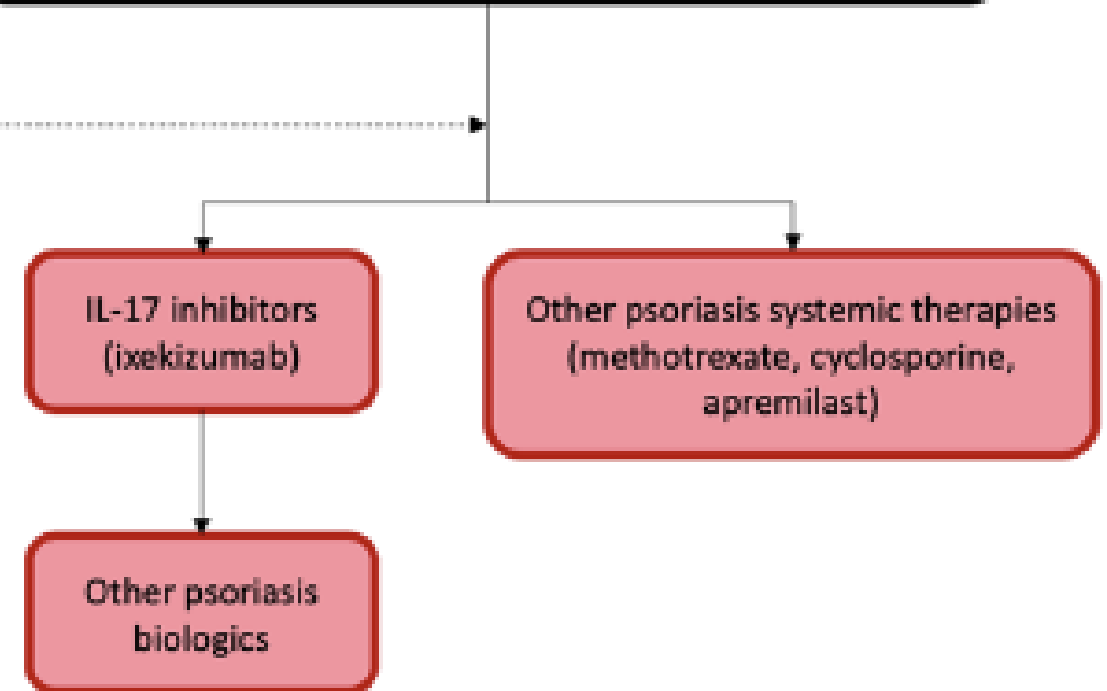 IL-17 inhibitors
(ixekizumab)
Other psoriasis systemic therapies
(methotrexate, cyclosporine,
apremilast)
Other psoriasis
biologics